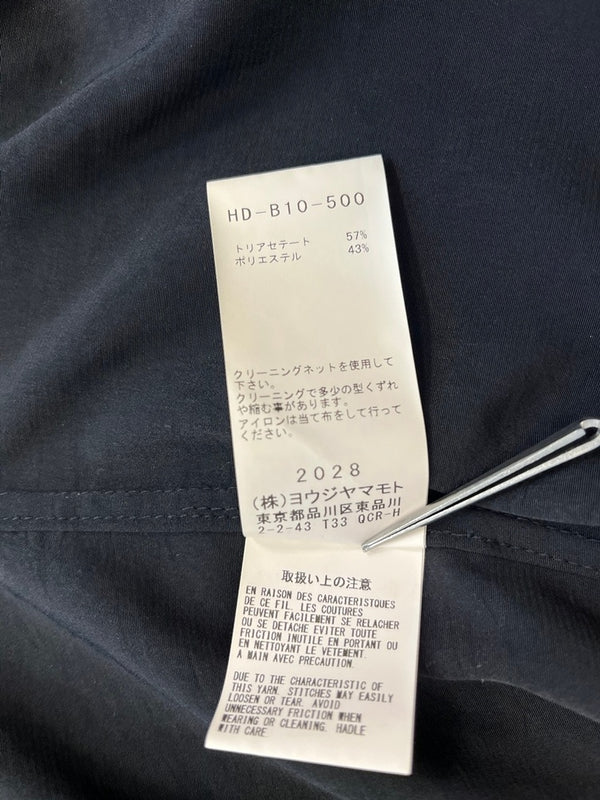 HD-B10-500
トリアセテート 57%
ポリエステル 43%
クリーニングネットを使用して
下さい。
クリーニングで多少の型くずれ
や縮む事があります。
アイロンは当て布をして行って
ください。
2028
(株)ヨウジヤマモト
東京都品川区東品川
2-2-43 T33 QCR-H
取扱い上の注意
EN RAISON DES CARACTERISTQUES
DE CE FIL. LES COUTURES
PEUVENT FACILEMENT SE RELACHER
OU SE DETACHE EVITER TOUTE
FRICTION INUTILE EN PORTANT OU
EN NETTOYANT LE VETEMENT.
A MAIN AVEC PRECAUTION.
DUE TO THE CHARACTERISTIC OF
THIS YARN. STITCHES MAY EASILY
LOOSEN OR TEAR. AVOID
UNNECESSARY FRICTION WHEN
WEARING OR CLEANING. HADLE
WITH CARE.